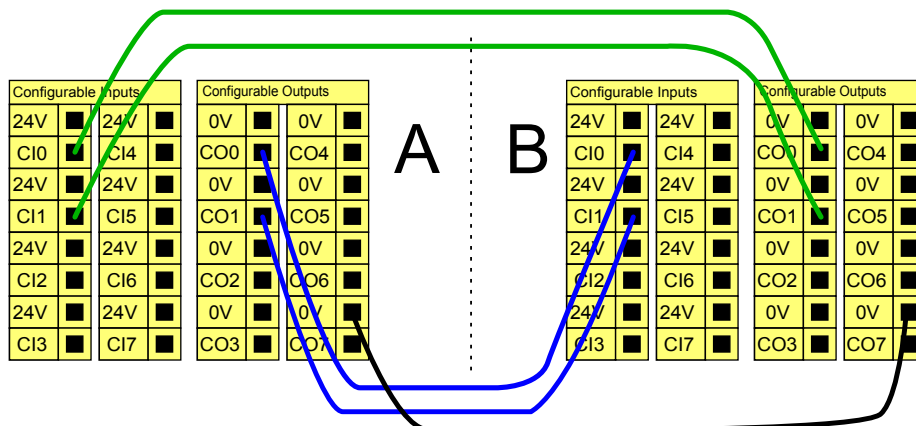 Configurable Inputs
24V 24V
CI0 CI4
24V 24V
CI1 CI5
24V 24V
CI2 CI6
24V 24V
CI3 CI7
Configurable Outputs
0V 0V
CO0 CO4
0V 0V
CO1 CO5
0V 0V
CO2 CO6
0V 0V
CO3 CO7
A
B
Configurable Inputs
24V 24V
CI0 CI4
24V 24V
CI1 CI5
24V 24V
CI2 CI6
24V 24V
CI3 CI7
Configurable Outputs
0V 0V
CO0 CO4
0V 0V
CO1 CO5
0V 0V
CO2 CO6
0V 0V
CO3 CO7